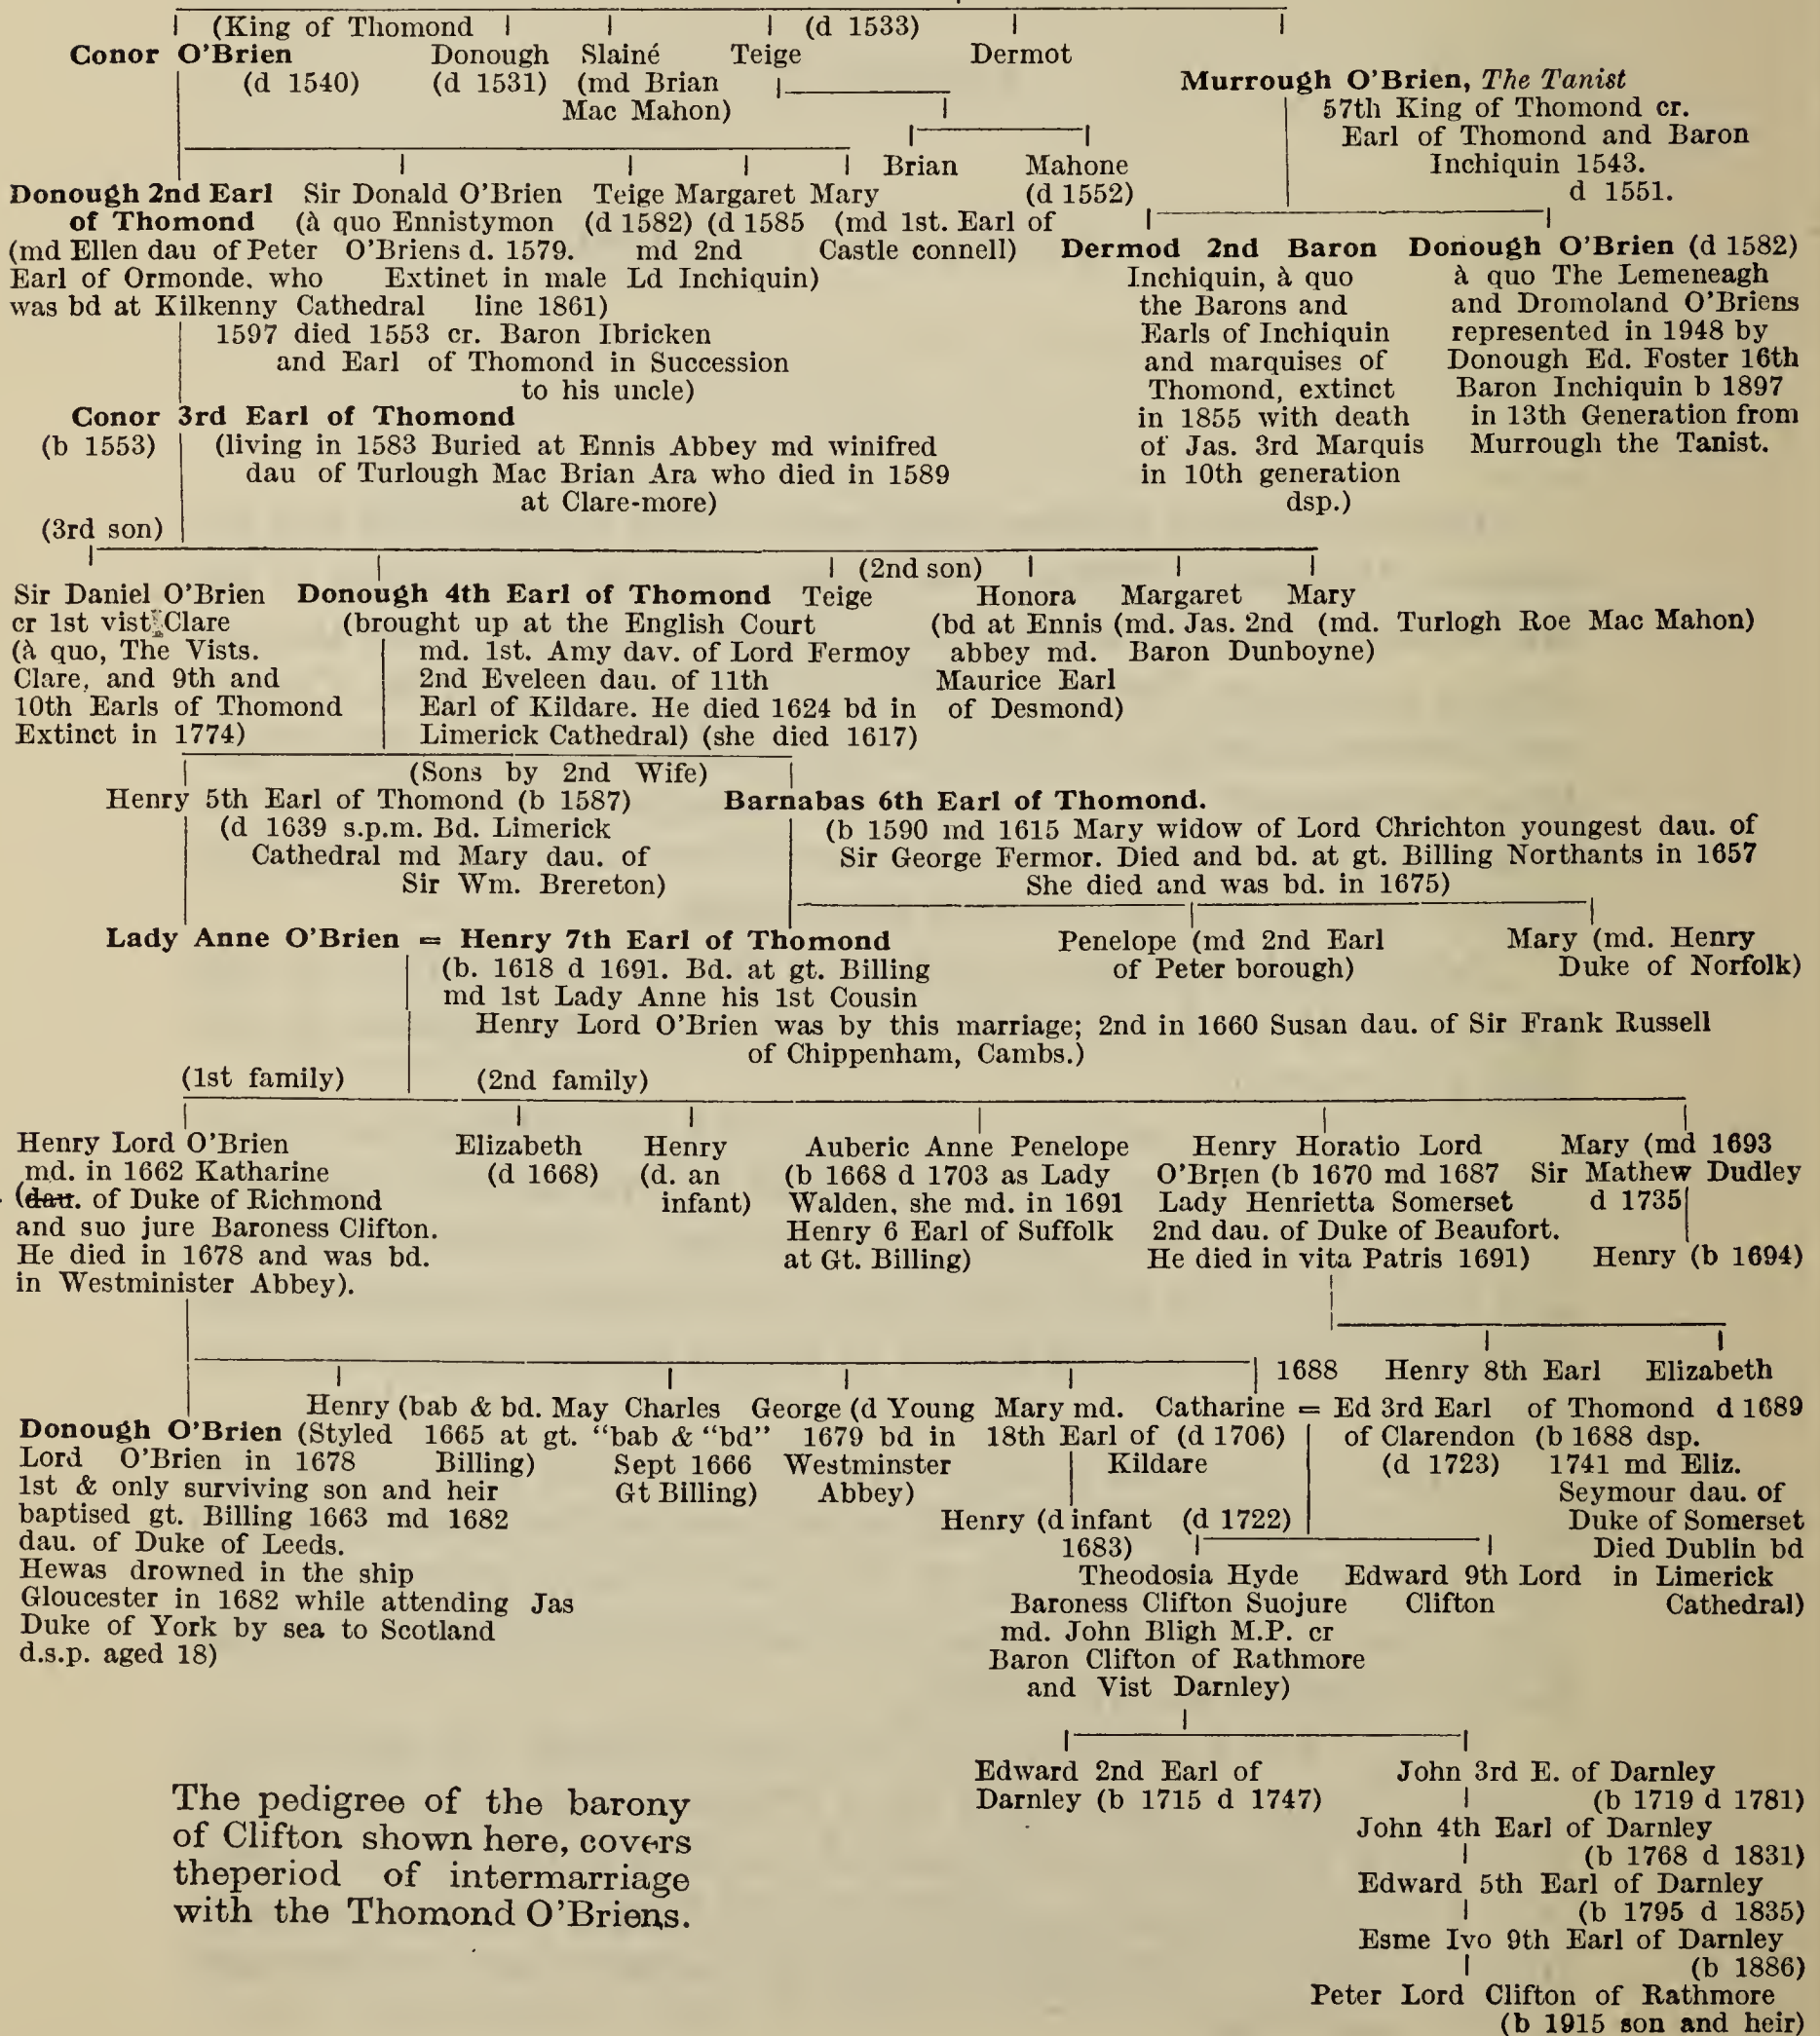 (King of Thomond (d 1533)
Conor O'Brien Donough Slainé Teige Dermot
(d 1540) (d 1531) (md Brian
Mac Mahon)
Murrough O'Brien, The Tanist
57th King of Thomond cr.
Earl of Thomond and Baron
Inchiquin 1543.
d 1551.
Brian Mahone
(d 1552)
Donough 2nd Earl Sir Donald O'Brien Teige Margaret Mary
of Thomond (à quo Ennistymon (d 1582) (d 1585 (md 1st. Earl of
(md Ellen dau of Peter O'Briens d. 1579. md 2nd Castle connell)
Earl of Ormonde, who Extinet in male Ld Inchiquin)
was bd at Kilkenny Cathedral line 1861)
1597 died 1553 cr. Baron Ibricken
and Earl of Thomond in Succession
to his uncle)
Dermod 2nd Baron
Inchiquin, à quo
the Barons and
Earls of Inchiquin
and marquises of
Thomond, extinct
in 1855 with death
of Jas. 3rd Marquis
in 10th generation
dsp.)
Donough O'Brien (d 1582)
à quo The Lemeneagh
and Dromoland O'Briens
represented in 1948 by
Donough Ed. Foster 16th
Baron Inchiquin b 1897
in 13th Generation from
Murrough the Tanist.
Conor 3rd Earl of Thomond
(b 1553) (living in 1583 Buried at Ennis Abbey md winifred
dau of Turlough Mac Brian Ara who died in 1589
at Clare-more)
(3rd son)
(2nd son)
Sir Daniel O'Brien
cr 1st vist Clare
(à quo, The Vists.
Clare, and 9th and
10th Earls of Thomond
Extinct in 1774)
Donough 4th Earl of Thomond
(brought up at the English Court
md. 1st. Amy dav. of Lord Fermoy
2nd Eveleen dau. of 11th
Earl of Kildare. He died 1624 bd in
Limerick Cathedral) (she died 1617)
Teige
Honora
(bd at Ennis
abbey md.
Maurice Earl
of Desmond)
Margaret
(md. Jas. 2nd
Baron Dunboyne)
Mary
(md. Turlogh Roe Mac Mahon)
(Sons by 2nd Wife)
Henry 5th Earl of Thomond (b 1587)
(d 1639 s.p.m. Bd. Limerick
Cathedral md Mary dau. of
Sir Wm. Brereton)
Barnabas 6th Earl of Thomond.
(b 1590 md 1615 Mary widow of Lord Chrichton youngest dau. of
Sir George Fermor. Died and bd. at gt. Billing Northants in 1657
She died and was bd. in 1675)
Lady Anne O'Brien = Henry 7th Earl of Thomond
(b. 1618 d 1691. Bd. at gt. Billing
md 1st Lady Anne his 1st Cousin
Henry Lord O'Brien was by this marriage; 2nd in 1660 Susan dau. of Sir Frank Russell
of Chippenham, Cambs.)
Penelope (md 2nd Earl
of Peter borough)
Mary (md. Henry
Duke of Norfolk)
(1st family) (2nd family)
Henry Lord O'Brien
md. in 1662 Katharine
(dau. of Duke of Richmond
and suo jure Baroness Clifton.
He died in 1678 and was bd.
in Westminister Abbey).
Elizabeth
(d 1668)
Henry
(d. an
infant)
Auberic Anne Penelope
(b 1668 d 1703 as Lady
Walden, she md. in 1691
Henry 6 Earl of Suffolk
at Gt. Billing)
Henry Horatio Lord
O'Brien (b 1670 md 1687
Lady Henrietta Somerset
2nd dau. of Duke of Beaufort.
He died in vita Patris 1691)
Mary (md 1693
Sir Mathew Dudley
d 1735
Henry (b 1694)
Donough O'Brien (Styled
Lord O'Brien in 1678
1st & only surviving son and heir
baptised gt. Billing 1663 md 1682
dau. of Duke of Leeds.
Hewas drowned in the ship
Gloucester in 1682 while attending Jas
Duke of York by sea to Scotland
d.s.p. aged 18)
Henry (bab & bd. May
1665 at gt.
Billing)
Charles
"bab & "bd"
Sept 1666
Gt Billing)
George (d Young
1679 bd in
Westminster
Abbey)
Mary md.
18th Earl of
Kildare
Henry (d infant
1683)
1688
Catharine = Ed 3rd Earl
(d 1706) of Clarendon
(d 1723)
(d 1722)
Henry 8th Earl
of Thomond
(b 1688 dsp.
1741 md Eliz.
Seymour dau. of
Duke of Somerset
Died Dublin bd
in Limerick
Cathedral)
Elizabeth
d 1689
Theodosia Hyde
Baroness Clifton Suojure
md. John Bligh M.P. cr
Baron Clifton of Rathmore
and Vist Darnley)
Edward 9th Lord
Clifton
Edward 2nd Earl of
Darnley (b 1715 d 1747)
John 3rd E. of Darnley
(b 1719 d 1781)
John 4th Earl of Darnley
(b 1768 d 1831)
Edward 5th Earl of Darnley
(b 1795 d 1835)
Esme Ivo 9th Earl of Darnley
(b 1886)
Peter Lord Clifton of Rathmore
(b 1915 son and heir)
The pedigree of the barony
of Clifton shown here, covers
theperiod of intermarriage
with the Thomond O'Briens.